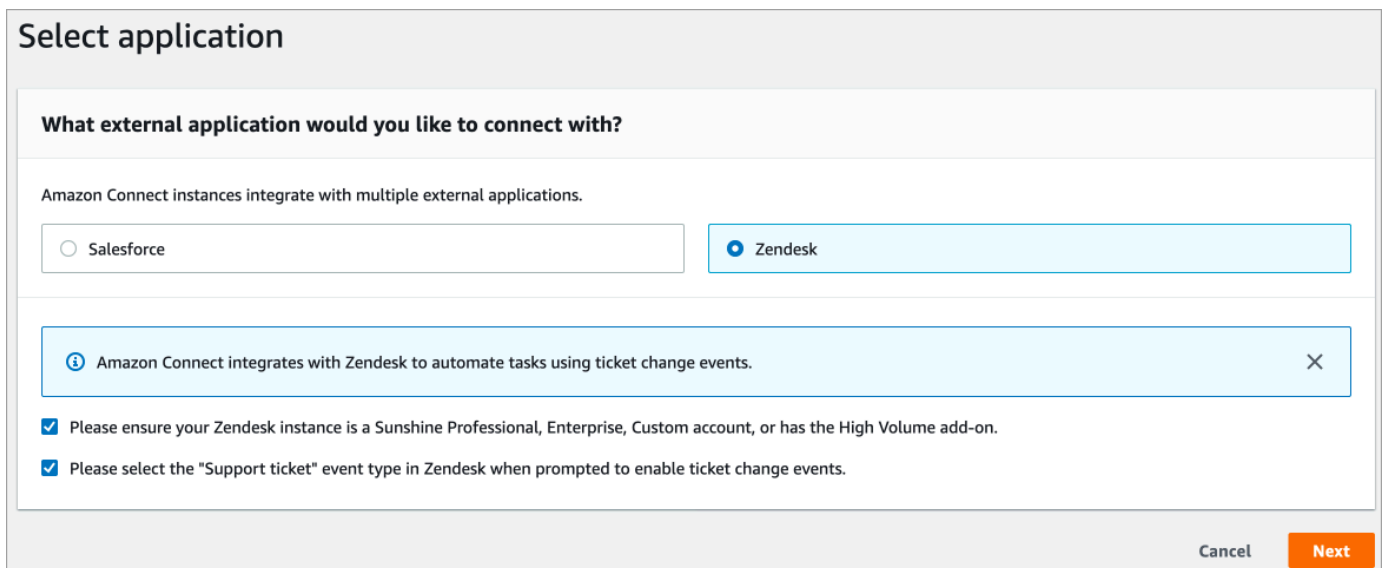 Select application
What external application would you like to connect with?
Amazon Connect instances integrate with multiple external applications.
Salesforce
Zendesk
Amazon Connect integrates with Zendesk to automate tasks using ticket change events.
Please ensure your Zendesk instance is a Sunshine Professional, Enterprise, Custom account, or has the High Volume add-on.
Please select the "Support ticket" event type in Zendesk when prompted to enable ticket change events.
Cancel
Next